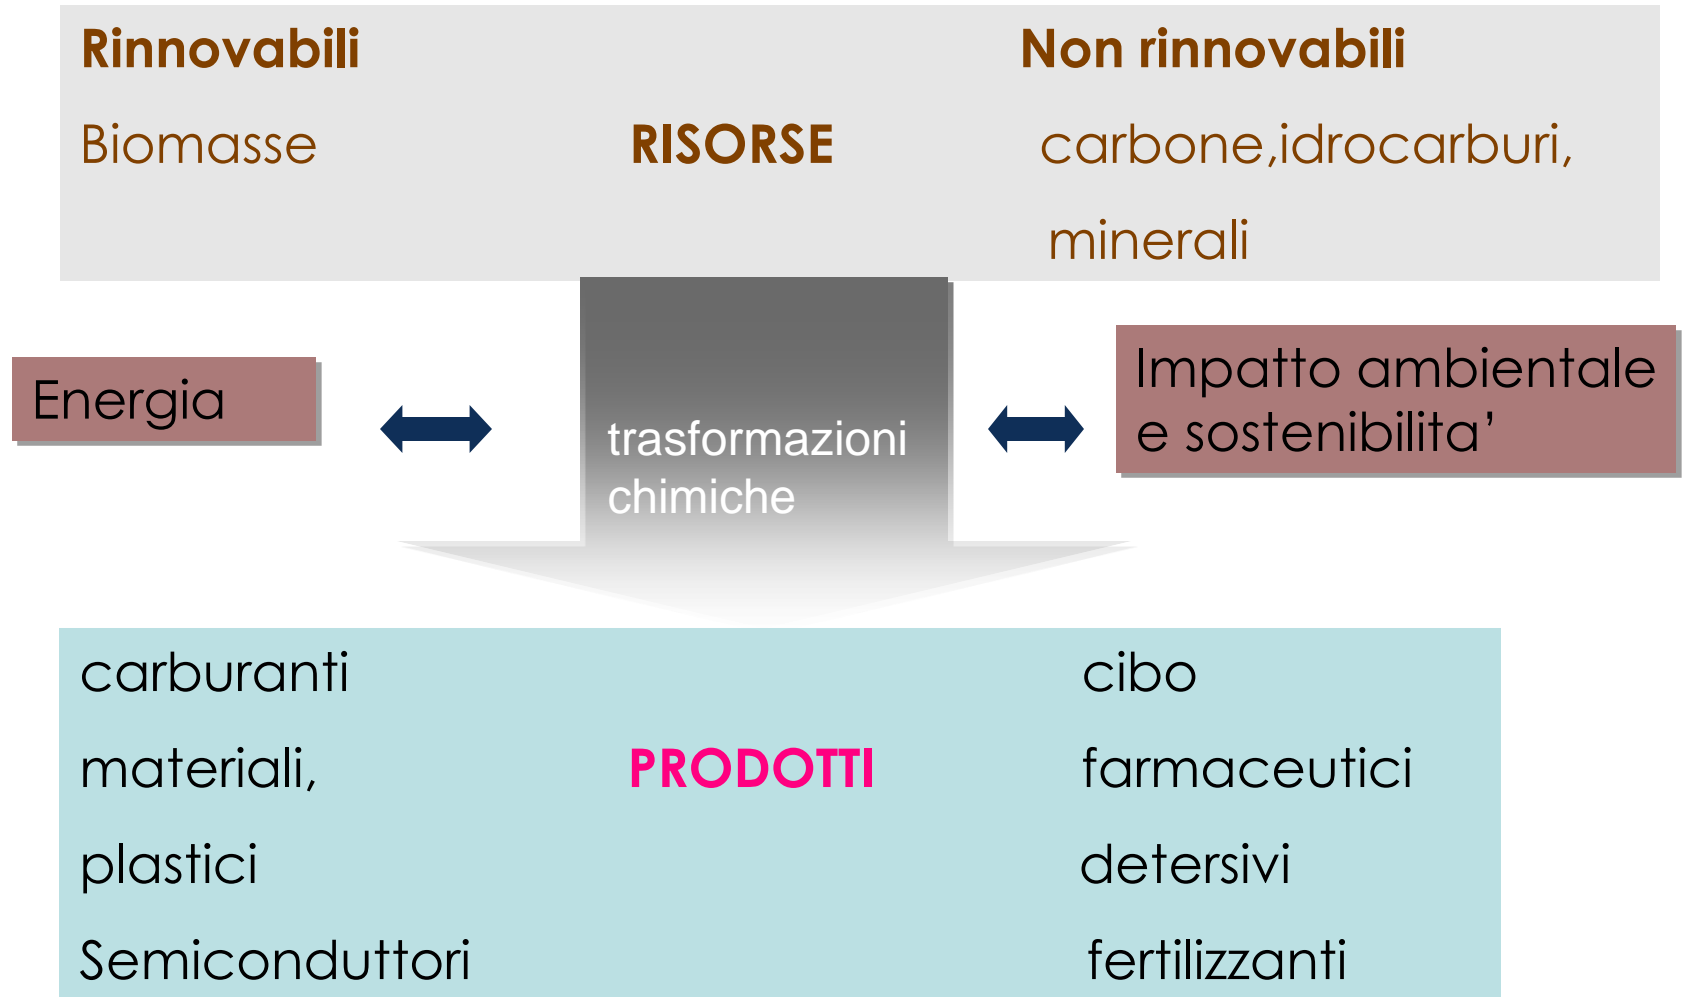 Rinnovabili Non rinnovabili
Biomasse RISORSE carbone,idrocarburi,
minerali
Energia
trasformazioni
chimiche
Impatto ambientale
e sostenibilita’
carburanti cibo
materiali, PRODOTTI farmaceutici
plastici detersivi
Semiconduttori fertilizzanti